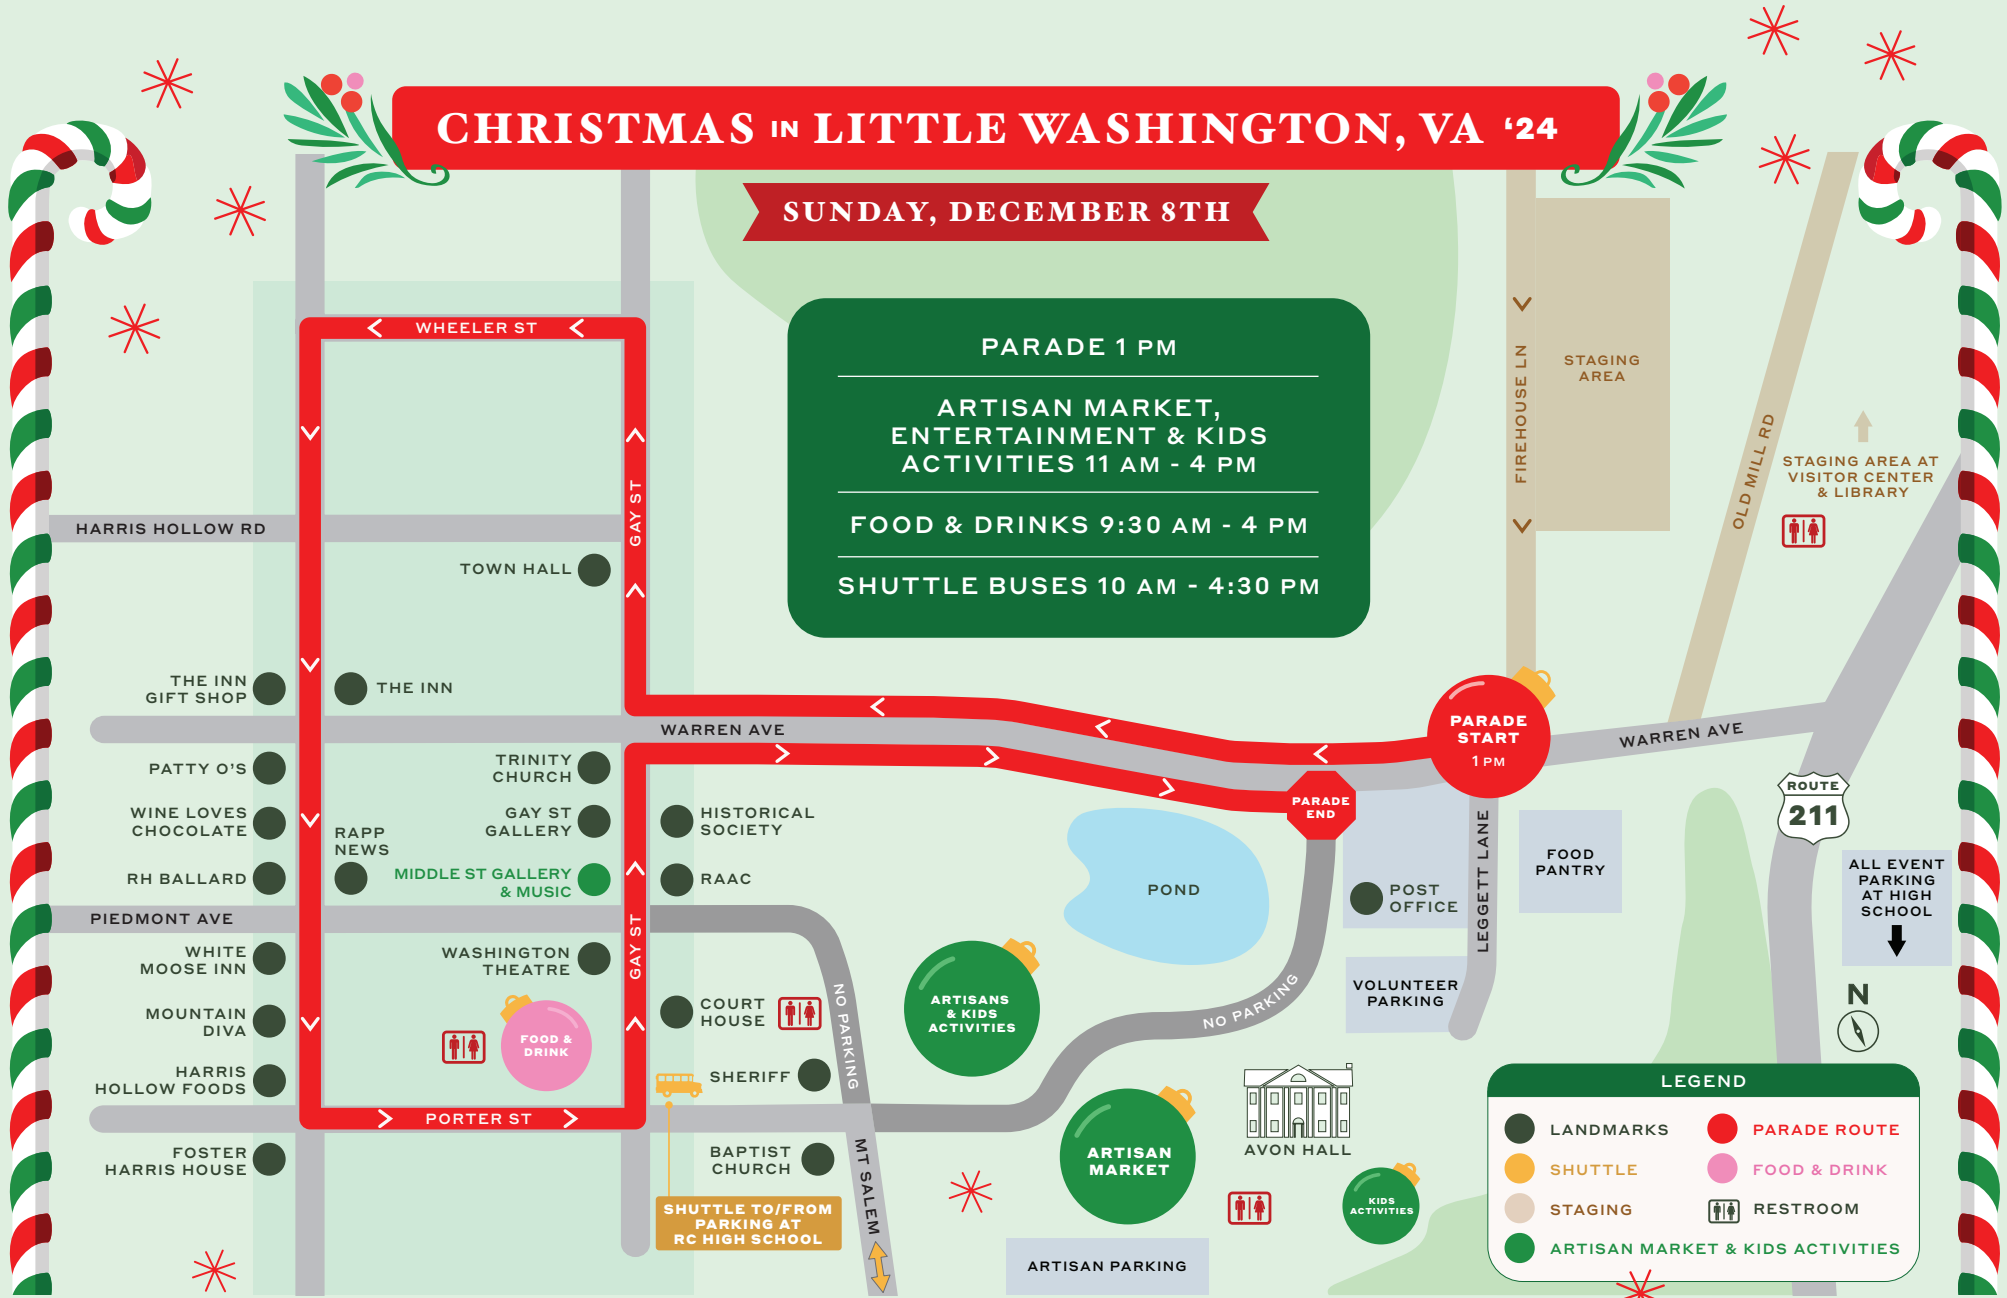 CHRISTMAS IN LITTLE WASHINGTON, VA ‘24
SUNDAY, DECEMBER 8TH
PARADE 1 PM
ARTISAN MARKET,
ENTERTAINMENT & KIDS
ACTIVITIES 11 AM - 4 PM
FOOD & DRINKS 9:30 AM - 4 PM
SHUTTLE BUSES 10 AM - 4:30 PM
WHEELER ST
GAY ST
HARRIS HOLLOW RD
TOWN HALL
THE INN
GIFT SHOP
THE INN
WARREN AVE
PATTY O'S
TRINITY
CHURCH
WINE LOVES
CHOCOLATE
RAPP
NEWS
GAY ST
GALLERY
HISTORICAL
SOCIETY
RH BALLARD
MIDDLE ST GALLERY
& MUSIC
RAAC
PIEDMONT AVE
GAY ST
WHITE
MOOSE INN
WASHINGTON
THEATRE
MOUNTAIN
DIVA
FOOD &
DRINK
COURT
HOUSE
NO PARKING
HARRIS
HOLLOW FOODS
SHERIFF
PORTER ST
FOSTER
HARRIS HOUSE
BAPTIST
CHURCH
MT SALEM
SHUTTLE TO/FROM
PARKING AT
RC HIGH SCHOOL
FIREHOUSE LN
STAGING
AREA
OLD MILL RD
STAGING AREA AT
VISITOR CENTER
& LIBRARY
PARADE
START
1 PM
WARREN AVE
PARADE
END
POND
POST
OFFICE
LEGGETT LANE
FOOD
PANTRY
ROUTE
211
ALL EVENT
PARKING
AT HIGH
SCHOOL
VOLUNTEER
PARKING
NO PARKING
ARTISANS
& KIDS
ACTIVITIES
N
AVON HALL
ARTISAN
MARKET
KIDS
ACTIVITIES
ARTISAN PARKING
LEGEND
LANDMARKS
PARADE ROUTE
SHUTTLE
FOOD & DRINK
STAGING
RESTROOM
ARTISAN MARKET & KIDS ACTIVITIES